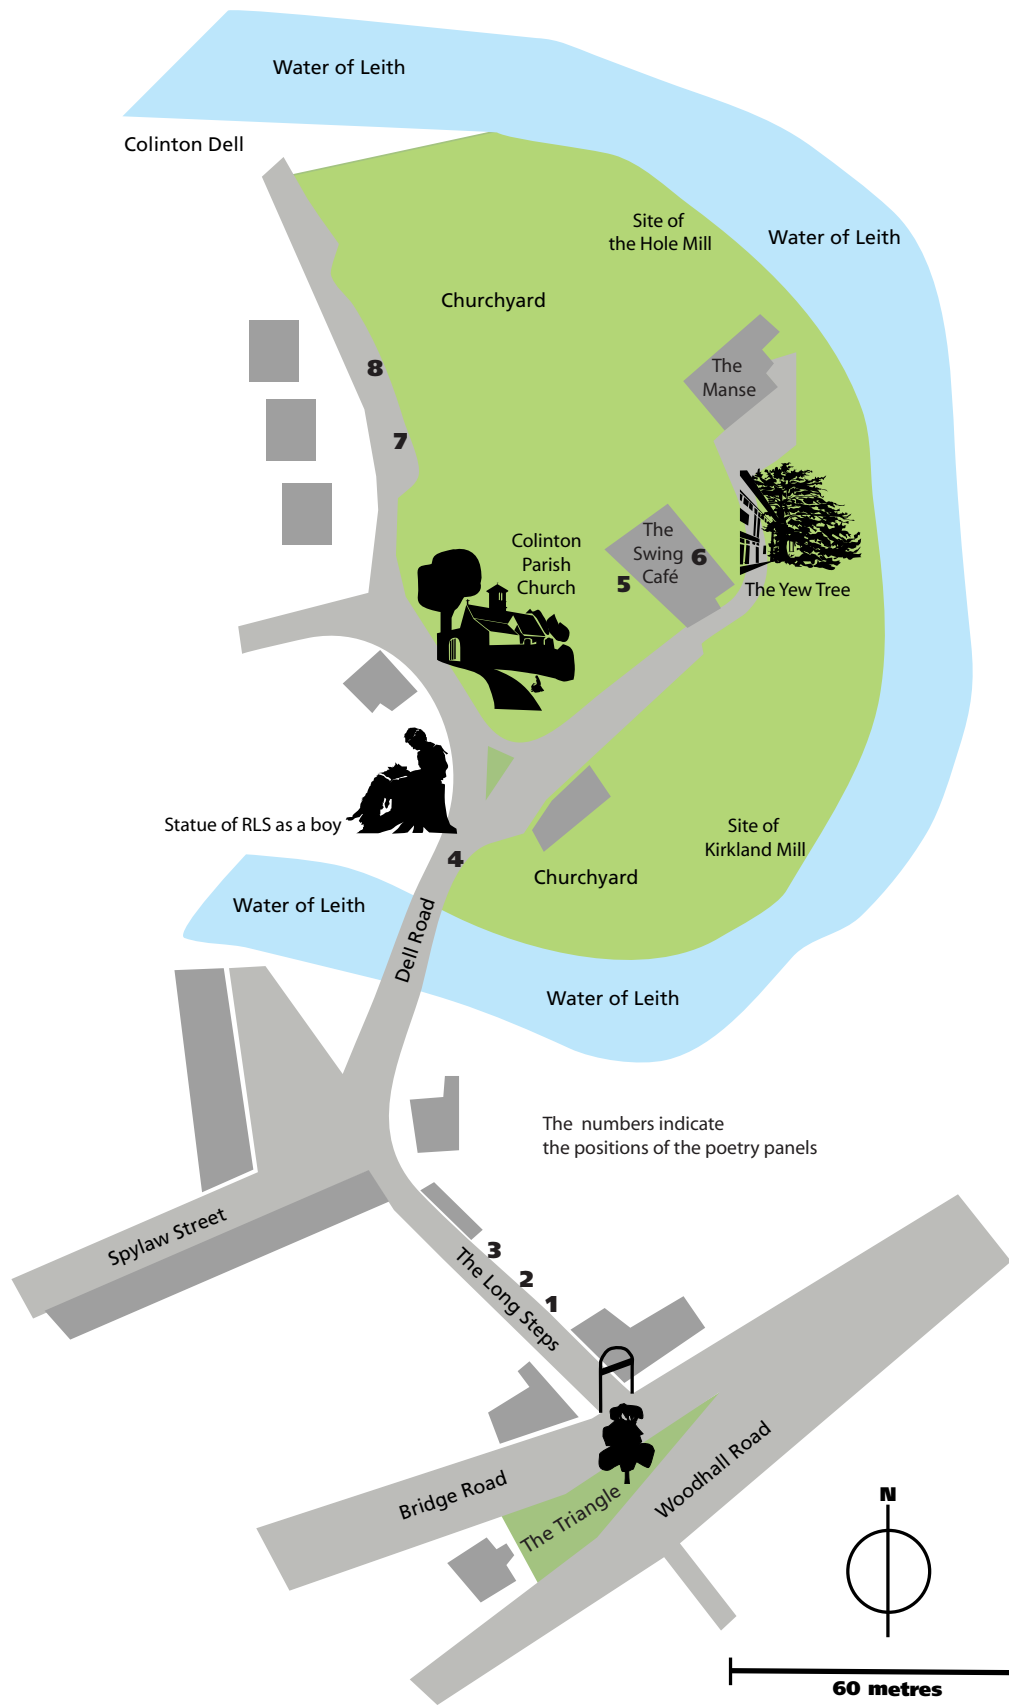 Water of Leith
Colinton Dell
Site of
the Hole Mill
Water of Leith
Churchyard
The
Manse
8
7
Colinton
Parish
Church
The
Swing
Café
6
5
The Yew Tree
Statue of RLS as a boy
Site of
Kirkland Mill
4
Churchyard
Water of Leith
Dell Road
Water of Leith
The numbers indicate
the positions of the poetry panels
Spylaw Street
3
2
1
The Long Steps
Bridge Road
Woodhall Road
The Triangle
N
60 metres